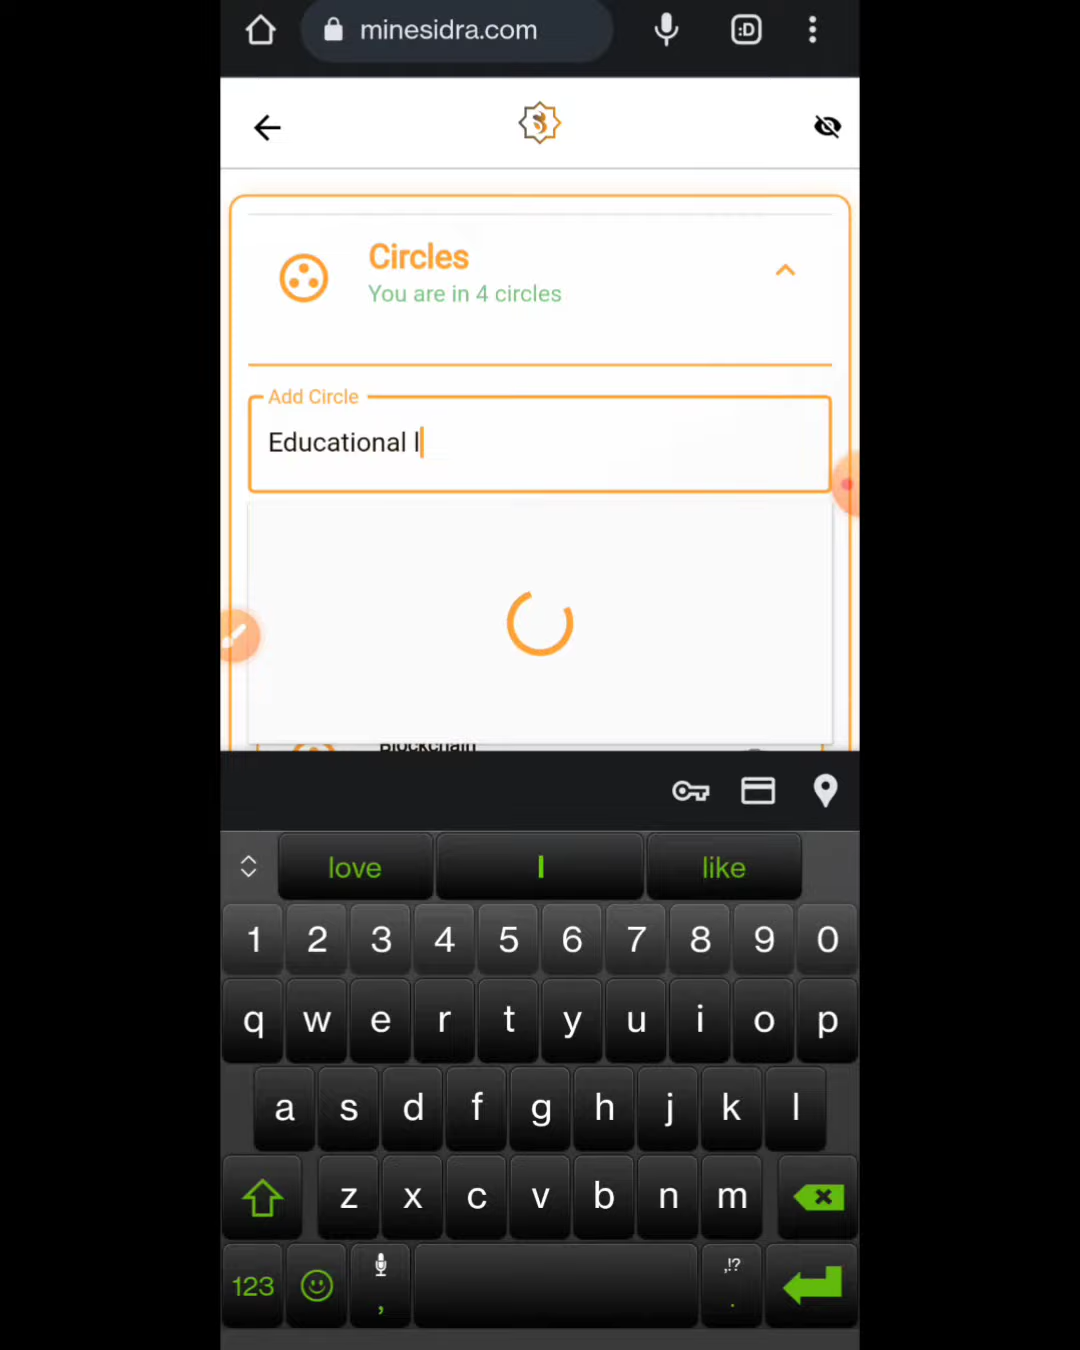 :D
minesidra.com
Circles
You are in 4 circles
Add Circle
Educational l
Blockchain
love
l
like
1 2 3 4 5 6 7 8 9 0
q w e r t y u i o p
a s d f g h j k l
z x c v b n m
123 , ,!? .